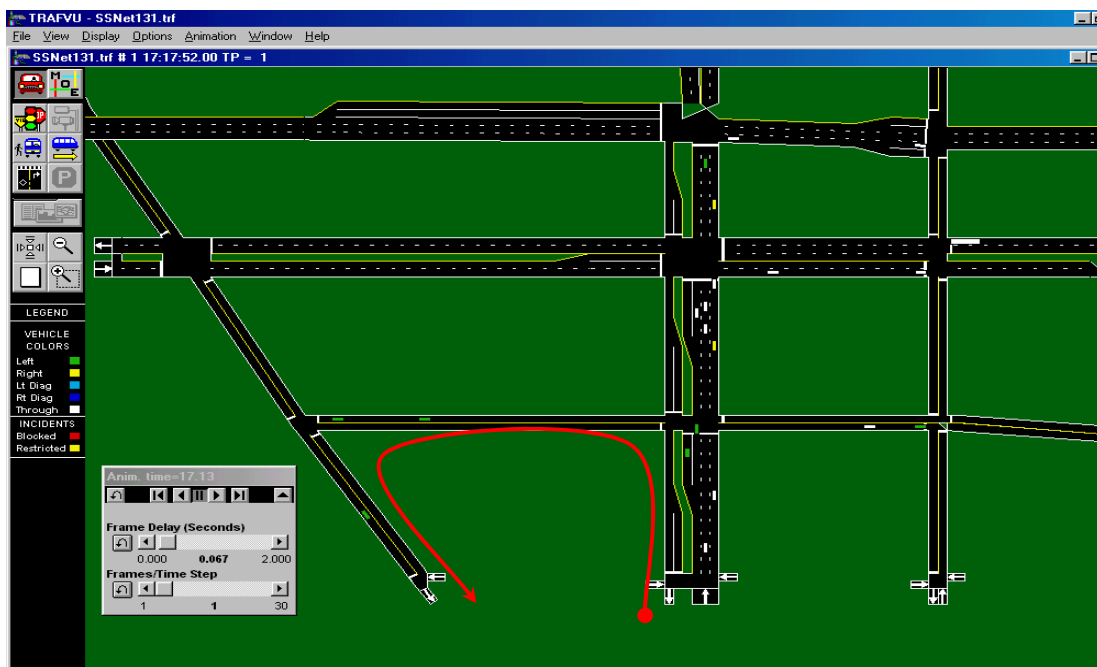 TRAFVU - SSNet131.trf
File View Display Options Animation Window Help
SSNet131.trf # 1 17:17:52.00 TP = 1
M O E
P
LEGEND
VEHICLE
COLORS
Left
Right
Lt Diag
Rt Diag
Through
INCIDENTS
Blocked
Restricted
Anim. time=17.13
Frame Delay (Seconds)
0.000 0.067 2.000
Frames/Time Step
1 1 30